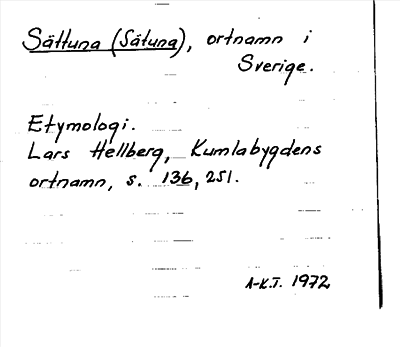 Sättuna (Sätuna), ortnamn i
Sverige.
Etymologi.
Lars Hellberg, Kumlabygdens
ortnamn, s. 136, 251.
A-K.T. 1972